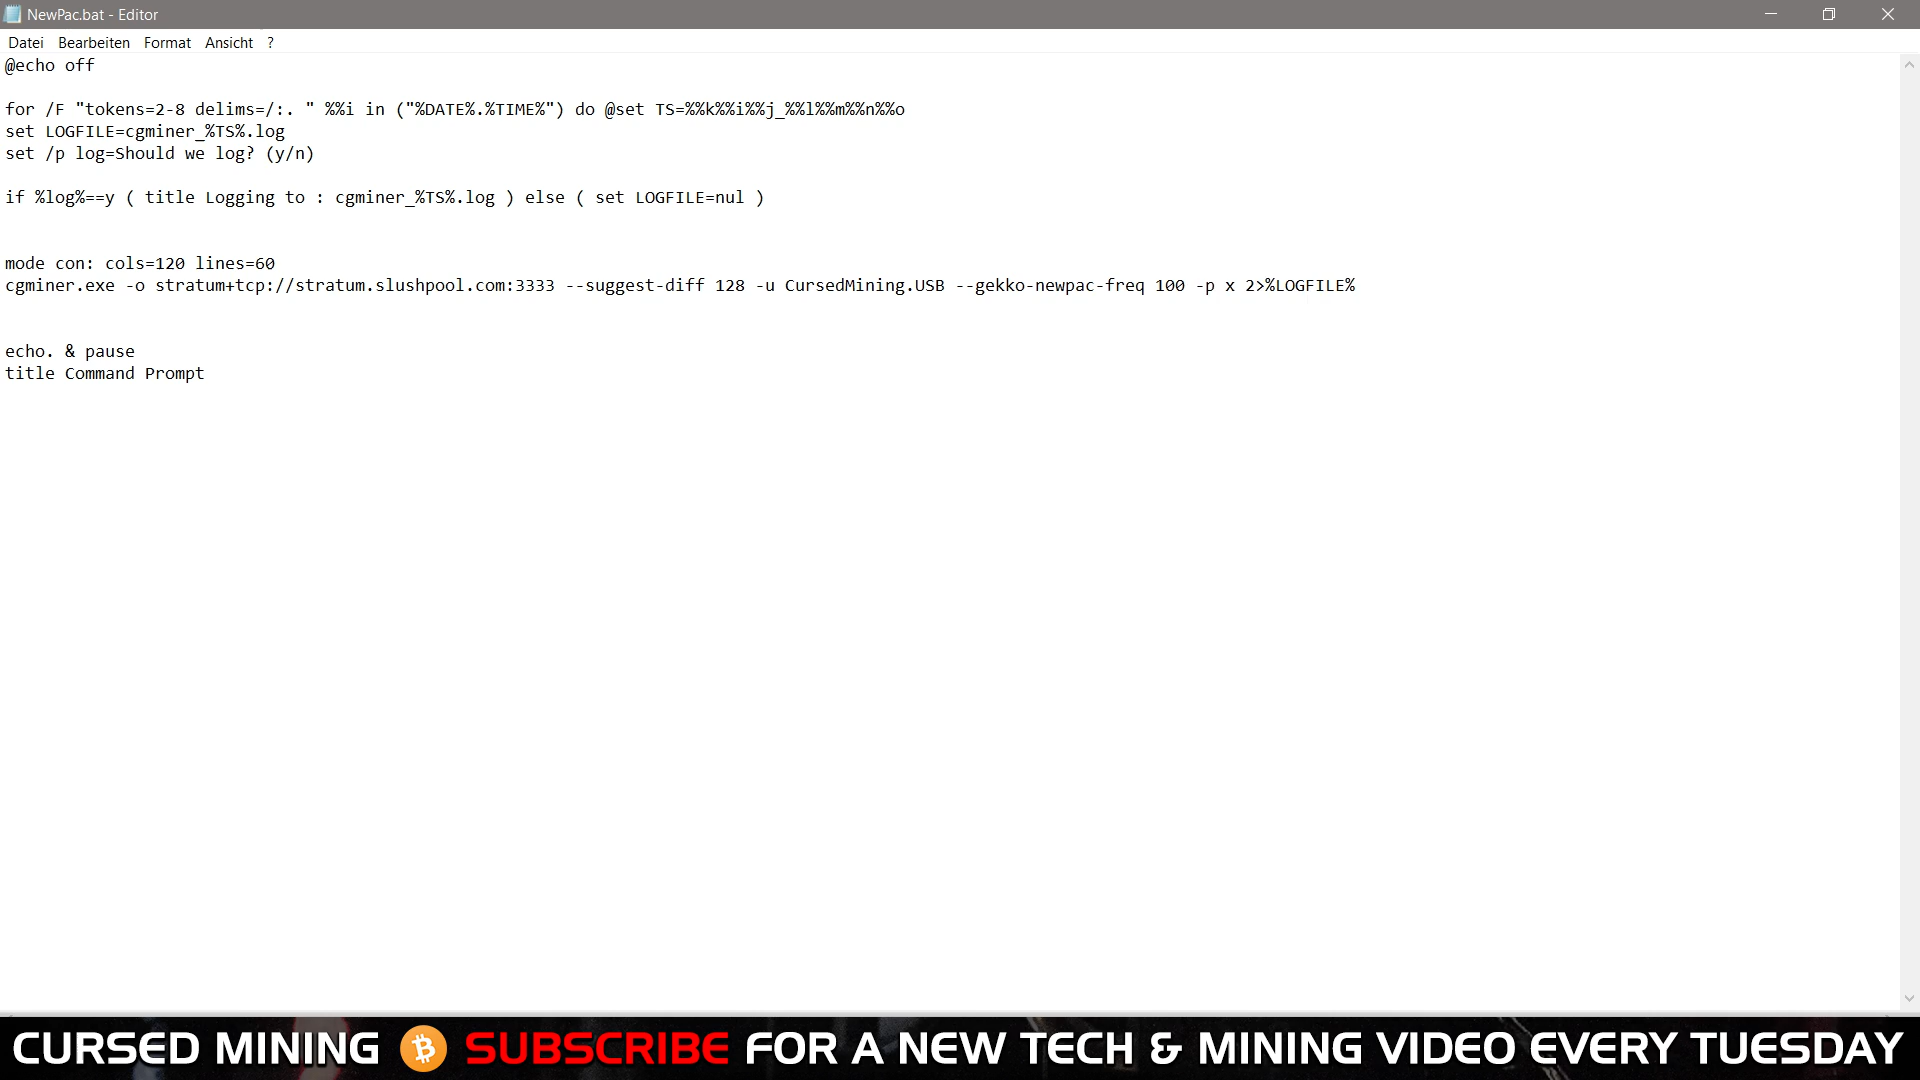 NewPac.bat - Editor
Datei Bearbeiten Format Ansicht ?
@echo off
for /F "tokens=2-8 delims=/:. " %%i in ("%DATE%.%TIME%") do @set TS=%%k%%i%%j_%%l%%m%%n%%o
set LOGFILE=cgminer_%TS%.log
set /p log=Should we log? (y/n)
if %log%==y ( title Logging to : cgminer_%TS%.log ) else ( set LOGFILE=nul )
mode con: cols=120 lines=60
cgminer.exe -o stratum+tcp://stratum.slushpool.com:3333 --suggest-diff 128 -u CursedMining.USB --gekko-newpac-freq 100 -p x 2>%LOGFILE%
echo. & pause
title Command Prompt
CURSED MINING SUBSCRIBE FOR A NEW TECH & MINING VIDEO EVERY TUESDAY